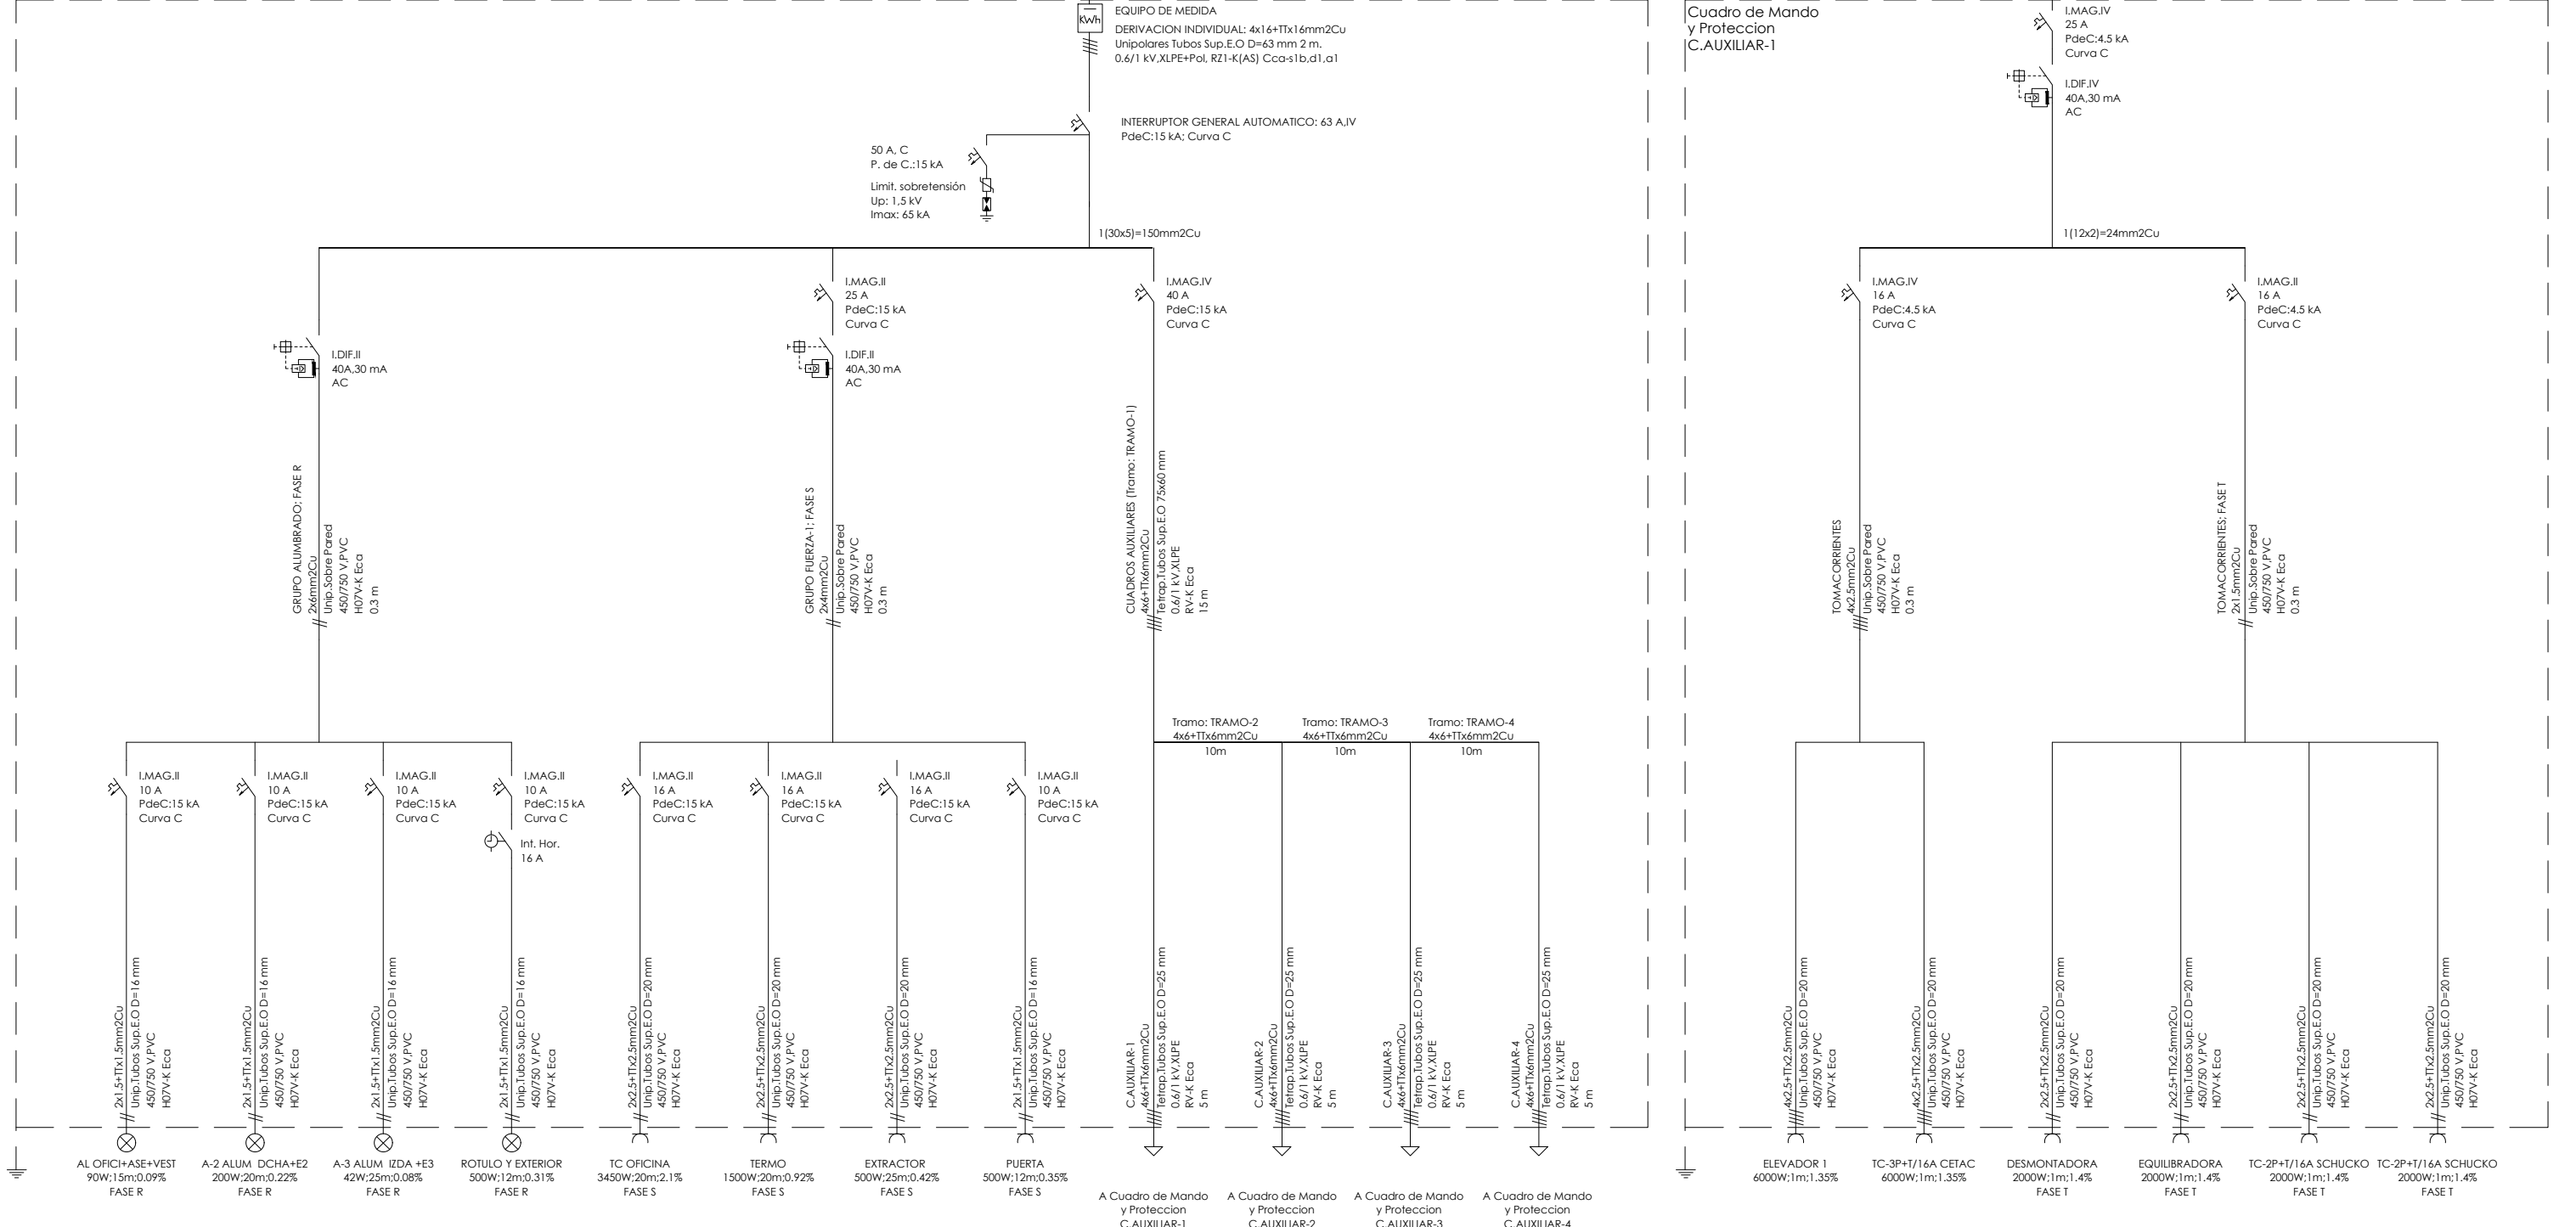 KWh
EQUIPO DE MEDIDA
DERIVACION INDIVIDUAL: 4x16+TTx16mm2Cu
Unipolares Tubos Sup.E.O D=63 mm 2 m.
0.6/1 kV,XLPE+Pol, RZ1-K(AS) Cca-s1b,d1,a1
INTERRUPTOR GENERAL AUTOMATICO: 63 A,IV
PdeC:15 kA; Curva C
50 A, C
P. de C.:15 kA
Limit. sobretensión
Up: 1,5 kV
Imax: 65 kA
1(30x5)=150mm2Cu
I.DIF.II
40A,30 mA
AC
GRUPO ALUMBRADO; FASE R
2x6mm2Cu
Unip.Sobre Pared
450/750 V,PVC
H07V-K Eca
0.3 m
I.MAG.II
25 A
PdeC:15 kA
Curva C
I.DIF.II
40A,30 mA
AC
GRUPO FUERZA-1; FASE S
2x4mm2Cu
Unip.Sobre Pared
450/750 V,PVC
H07V-K Eca
0.3 m
I.MAG.IV
40 A
PdeC:15 kA
Curva C
CUADROS AUXILIARES (Tramo: TRAMO-1)
4x6+TTx6mm2Cu
Tetrap.Tubos Sup.E.O 75x60 mm
0.6/1 kV,XLPE
RV-K Eca
15 m
Tramo: TRAMO-2
4x6+TTx6mm2Cu
10m
Tramo: TRAMO-3
4x6+TTx6mm2Cu
10m
Tramo: TRAMO-4
4x6+TTx6mm2Cu
10m
I.MAG.II
10 A
PdeC:15 kA
Curva C
I.MAG.II
10 A
PdeC:15 kA
Curva C
I.MAG.II
10 A
PdeC:15 kA
Curva C
I.MAG.II
10 A
PdeC:15 kA
Curva C
Int. Hor.
16 A
I.MAG.II
16 A
PdeC:15 kA
Curva C
I.MAG.II
16 A
PdeC:15 kA
Curva C
I.MAG.II
16 A
PdeC:15 kA
Curva C
I.MAG.II
10 A
PdeC:15 kA
Curva C
2x1.5+TTx1.5mm2Cu
Unip.Tubos Sup.E.O D=16 mm
450/750 V,PVC
H07V-K Eca
2x1.5+TTx1.5mm2Cu
Unip.Tubos Sup.E.O D=16 mm
450/750 V,PVC
H07V-K Eca
2x1.5+TTx1.5mm2Cu
Unip.Tubos Sup.E.O D=16 mm
450/750 V,PVC
H07V-K Eca
2x1.5+TTx1.5mm2Cu
Unip.Tubos Sup.E.O D=16 mm
450/750 V,PVC
H07V-K Eca
2x2.5+TTx2.5mm2Cu
Unip.Tubos Sup.E.O D=20 mm
450/750 V,PVC
H07V-K Eca
2x2.5+TTx2.5mm2Cu
Unip.Tubos Sup.E.O D=20 mm
450/750 V,PVC
H07V-K Eca
2x2.5+TTx2.5mm2Cu
Unip.Tubos Sup.E.O D=20 mm
450/750 V,PVC
H07V-K Eca
2x1.5+TTx1.5mm2Cu
Unip.Tubos Sup.E.O D=16 mm
450/750 V,PVC
H07V-K Eca
C.AUXILIAR-1
4x6+TTx6mm2Cu
Tetrap.Tubos Sup.E.O D=25 mm
0.6/1 kV,XLPE
RV-K Eca
5 m
C.AUXILIAR-2
4x6+TTx6mm2Cu
Tetrap.Tubos Sup.E.O D=25 mm
0.6/1 kV,XLPE
RV-K Eca
5 m
C.AUXILIAR-3
4x6+TTx6mm2Cu
Tetrap.Tubos Sup.E.O D=25 mm
0.6/1 kV,XLPE
RV-K Eca
5 m
C.AUXILIAR-4
4x6+TTx6mm2Cu
Tetrap.Tubos Sup.E.O D=25 mm
0.6/1 kV,XLPE
RV-K Eca
5 m
AL OFICI+ASE+VEST
90W;15m;0.09%
FASE R
A-2 ALUM DCHA+E2
200W;20m;0.22%
FASE R
A-3 ALUM IZDA +E3
42W;25m;0.08%
FASE R
ROTULO Y EXTERIOR
500W;12m;0.31%
FASE R
TC OFICINA
3450W;20m;2.1%
FASE S
TERMO
1500W;20m;0.92%
FASE S
EXTRACTOR
500W;25m;0.42%
FASE S
PUERTA
500W;12m;0.35%
FASE S
A Cuadro de Mando
y Proteccion
C.AUXILIAR-1
A Cuadro de Mando
y Proteccion
C.AUXILIAR-2
A Cuadro de Mando
y Proteccion
C.AUXILIAR-3
A Cuadro de Mando
y Proteccion
C.AUXILIAR-4
Cuadro de Mando
y Proteccion
C.AUXILIAR-1
I.MAG.IV
25 A
PdeC:4.5 kA
Curva C
I.DIF.IV
40A,30 mA
AC
1(12x2)=24mm2Cu
I.MAG.IV
16 A
PdeC:4.5 kA
Curva C
I.MAG.II
16 A
PdeC:4.5 kA
Curva C
TOMACORRIENTES
4x2.5mm2Cu
Unip.Sobre Pared
450/750 V,PVC
H07V-K Eca
0.3 m
TOMACORRIENTES; FASE T
2x1.5mm2Cu
Unip.Sobre Pared
450/750 V,PVC
H07V-K Eca
0.3 m
4x2.5+TTx2.5mm2Cu
Unip.Tubos Sup.E.O D=20 mm
450/750 V,PVC
H07V-K Eca
4x2.5+TTx2.5mm2Cu
Unip.Tubos Sup.E.O D=20 mm
450/750 V,PVC
H07V-K Eca
2x2.5+TTx2.5mm2Cu
Unip.Tubos Sup.E.O D=20 mm
450/750 V,PVC
H07V-K Eca
2x2.5+TTx2.5mm2Cu
Unip.Tubos Sup.E.O D=20 mm
450/750 V,PVC
H07V-K Eca
2x2.5+TTx2.5mm2Cu
Unip.Tubos Sup.E.O D=20 mm
450/750 V,PVC
H07V-K Eca
2x2.5+TTx2.5mm2Cu
Unip.Tubos Sup.E.O D=20 mm
450/750 V,PVC
H07V-K Eca
ELEVADOR 1
6000W;1m;1.35%
TC-3P+T/16A CETAC
6000W;1m;1.35%
DESMONTADORA
2000W;1m;1.4%
FASE T
EQUILIBRADORA
2000W;1m;1.4%
FASE T
TC-2P+T/16A SCHUCKO
2000W;1m;1.4%
FASE T
TC-2P+T/16A SCHUCKO
2000W;1m;1.4%
FASE T